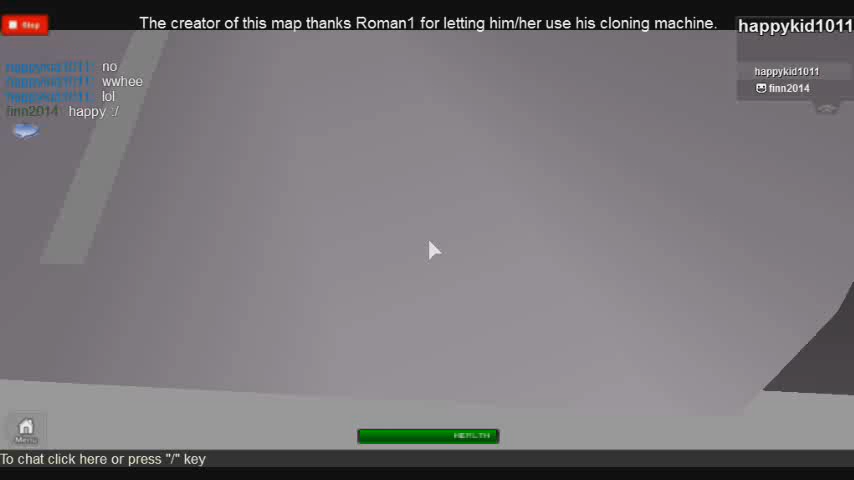 Stop
The creator of this map thanks Roman1 for letting him/her use his cloning machine.
happykid1011
happykid1011
finn2014
happykid1011: no
happykid1011: wwhee
happykid1011: lol
finn2014: happy :/
Menu
HEALTH
To chat click here or press "/" key